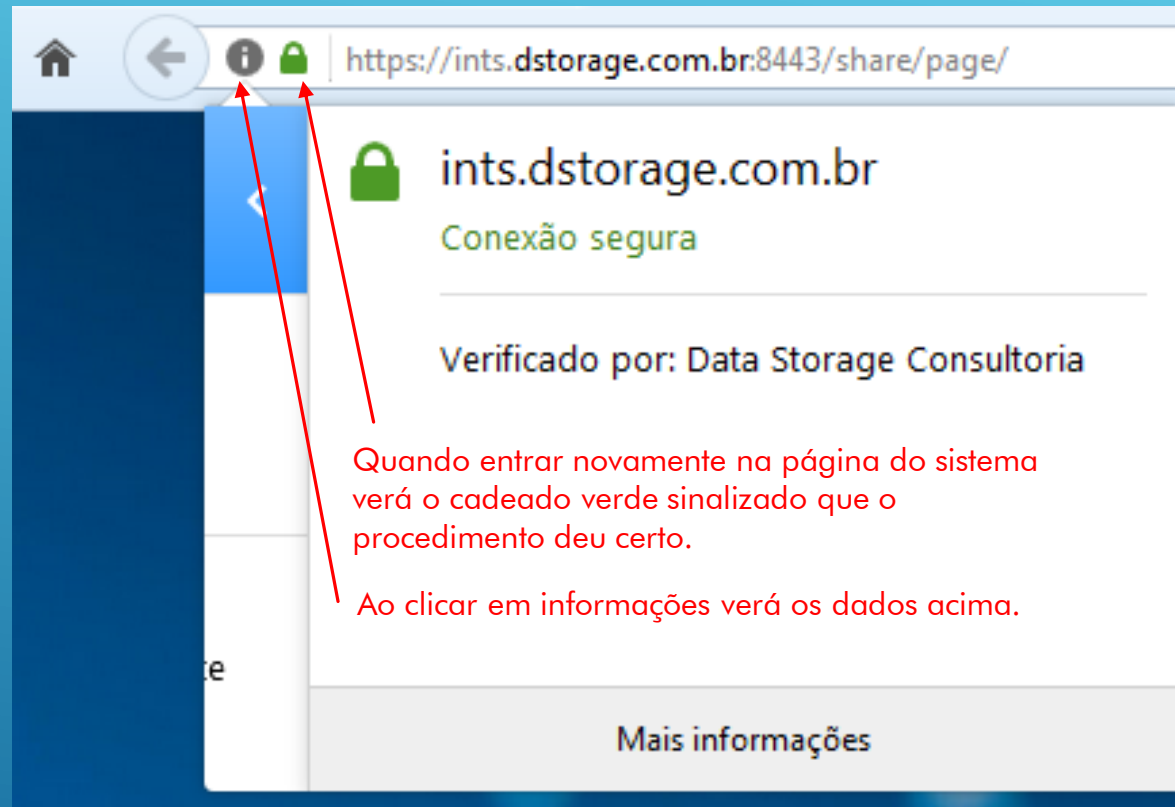 https://ints.dstorage.com.br:8443/share/page/
ints.dstorage.com.br
Conexão segura
Verificado por: Data Storage Consultoria
Quando entrar novamente na página do sistema
verá o cadeado verde sinalizado que o
procedimento deu certo.
Ao clicar em informações verá os dados acima.
Mais informações